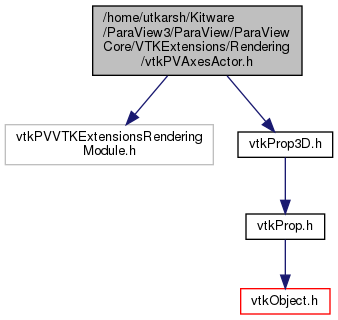 /home/utkarsh/Kitware
/ParaView3/ParaView/ParaView
Core/VTKExtensions/Rendering
/vtkPVAxesActor.h
vtkPVVTKExtensionsRendering
Module.h
vtkProp3D.h
vtkProp.h
vtkObject.h